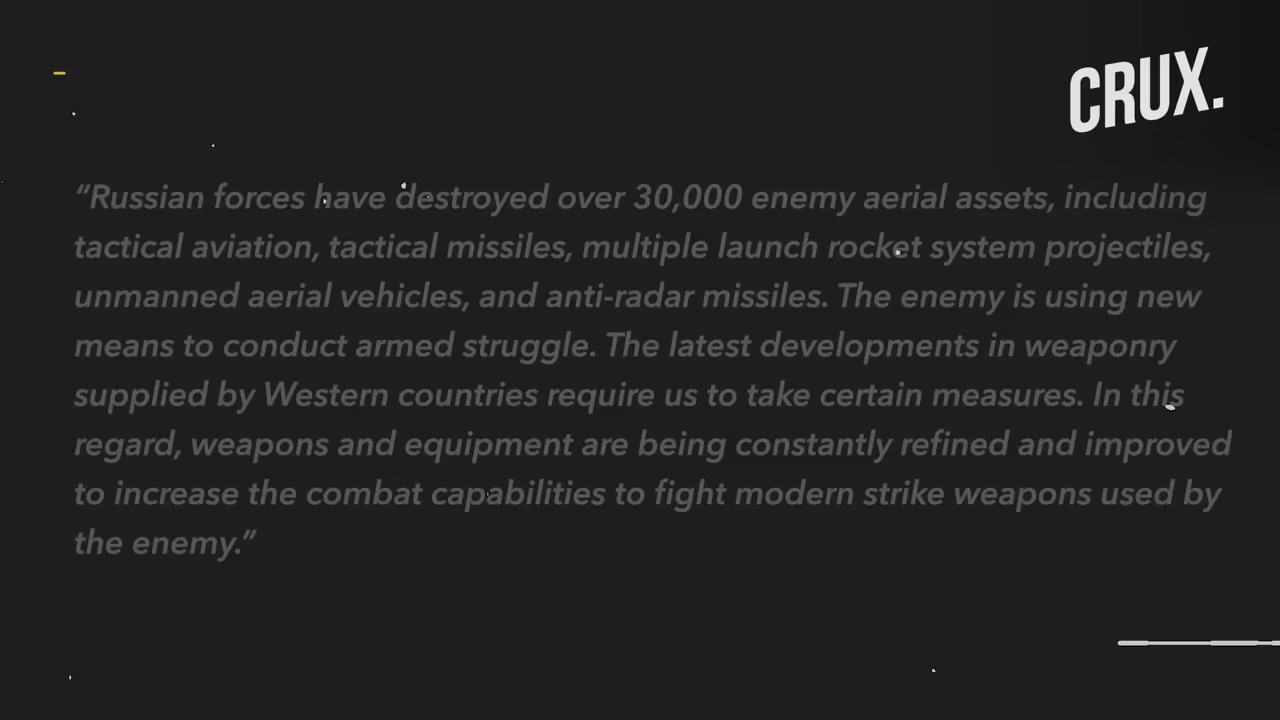 CRUX.
“Russian forces have destroyed over 30,000 enemy aerial assets, including
tactical aviation, tactical missiles, multiple launch rocket system projectiles,
unmanned aerial vehicles, and anti-radar missiles. The enemy is using new
means to conduct armed struggle. The latest developments in weaponry
supplied by Western countries require us to take certain measures. In this
regard, weapons and equipment are being constantly refined and improved
to increase the combat capabilities to fight modern strike weapons used by
the enemy.”